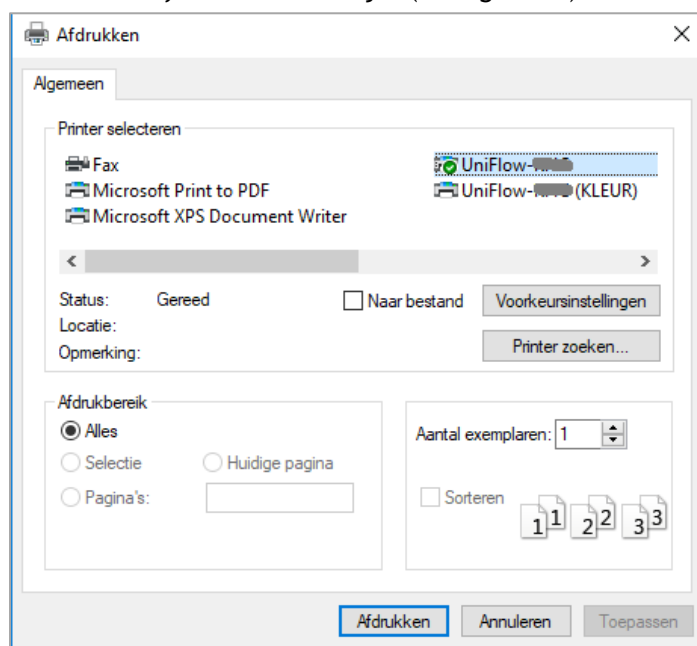 Afdrukken
Algemeen
Printer selecteren
Fax
UniFlow-
Microsoft Print to PDF
UniFlow- (KLEUR)
Microsoft XPS Document Writer
Status: Gereed
Naar bestand
Voorkeursinstellingen
Locatie:
Opmerking:
Printer zoeken...
Afdrukbereik
Alles
Aantal exemplaren: 1
Selectie
Huidige pagina
Pagina's:
Sorteren
1 1 2 2 3 3
Afdrukken
Annuleren
Toepassen